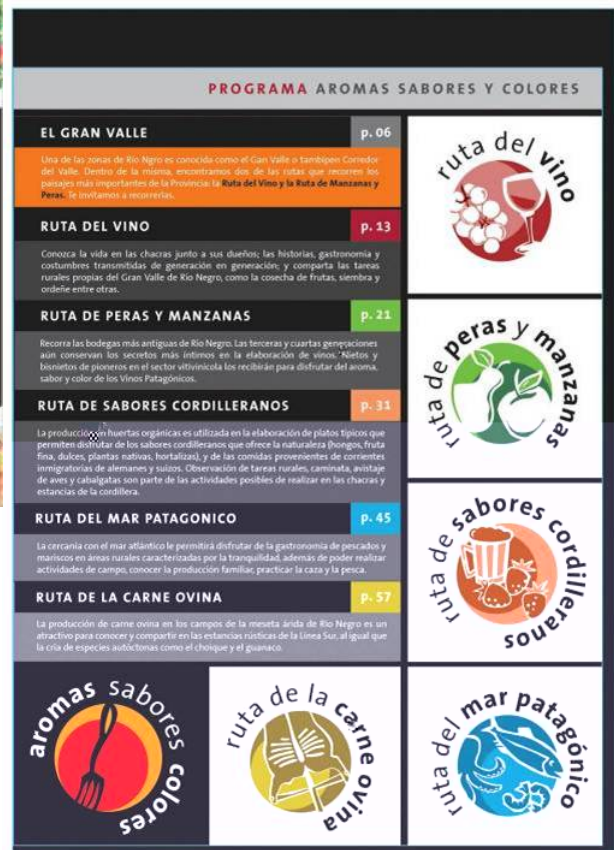 PROGRAMA AROMAS SABORES Y COLORES
EL GRAN VALLE p. 06
Una de las zonas de Río Ngro es conocida como el Gan Valle o tambipen Corredor
del Valle. Dentro de la misma, encontramos dos de las rutas que recorren los
paisajes más importantes de la Provincia: la Ruta del Vino y la Ruta de Manzanas y
Peras. Te invitamos a recorrerlas.
RUTA DEL VINO p. 13
Conozca la vida en las chacras junto a sus dueños; las historias, gastronomía y
costumbres transmitidas de generación en generación; y comparta las tareas
rurales propias del Gran Valle de Río Negro, como la cosecha de frutas, siembra y
ordeñe entre otras.
RUTA DE PERAS Y MANZANAS p. 21
Recorra las bodegas más antiguas de Río Negro. Las terceras y cuartas generaciones
aún conservan los secretos más íntimos en la elaboración de vinos. Nietos y
bisnietos de pioneros en el sector vitivinícola los recibirán para disfrutar del aroma,
sabor y color de los Vinos Patagónicos.
RUTA DE SABORES CORDILLERANOS p. 31
La producción en huertas orgánicas es utilizada en la elaboración de platos típicos que
permiten disfrutar de los sabores cordilleranos que ofrece la naturaleza (hongos, fruta
fina, dulces, plantas nativas, hortalizas), y de las comidas provenientes de corrientes
inmigratorias de alemanes y suizos. Observación de tareas rurales, caminata, avistaje
de aves y cabalgatas son parte de las actividades posibles de realizar en las chacras y
estancias de la cordillera.
RUTA DEL MAR PATAGONICO p. 45
La cercanía con el mar atlántico le permitirá disfrutar de la gastronomía de pescados y
mariscos en áreas rurales caracterizadas por la tranquilidad, además de poder realizar
actividades de campo, conocer la producción familiar, practicar la caza y la pesca.
RUTA DE LA CARNE OVINA p. 57
La producción de carne ovina en los campos de la meseta árida de Río Negro es un
atractivo para conocer y compartir en las estancias rústicas de la Línea Sur, al igual que
la cría de especies autóctonas como el choique y el guanaco.
ruta del vino
ruta de peras y manzanas
ruta de sabores cordilleranos
aromas sabores colores
ruta de la carne ovina
ruta del mar patagónico